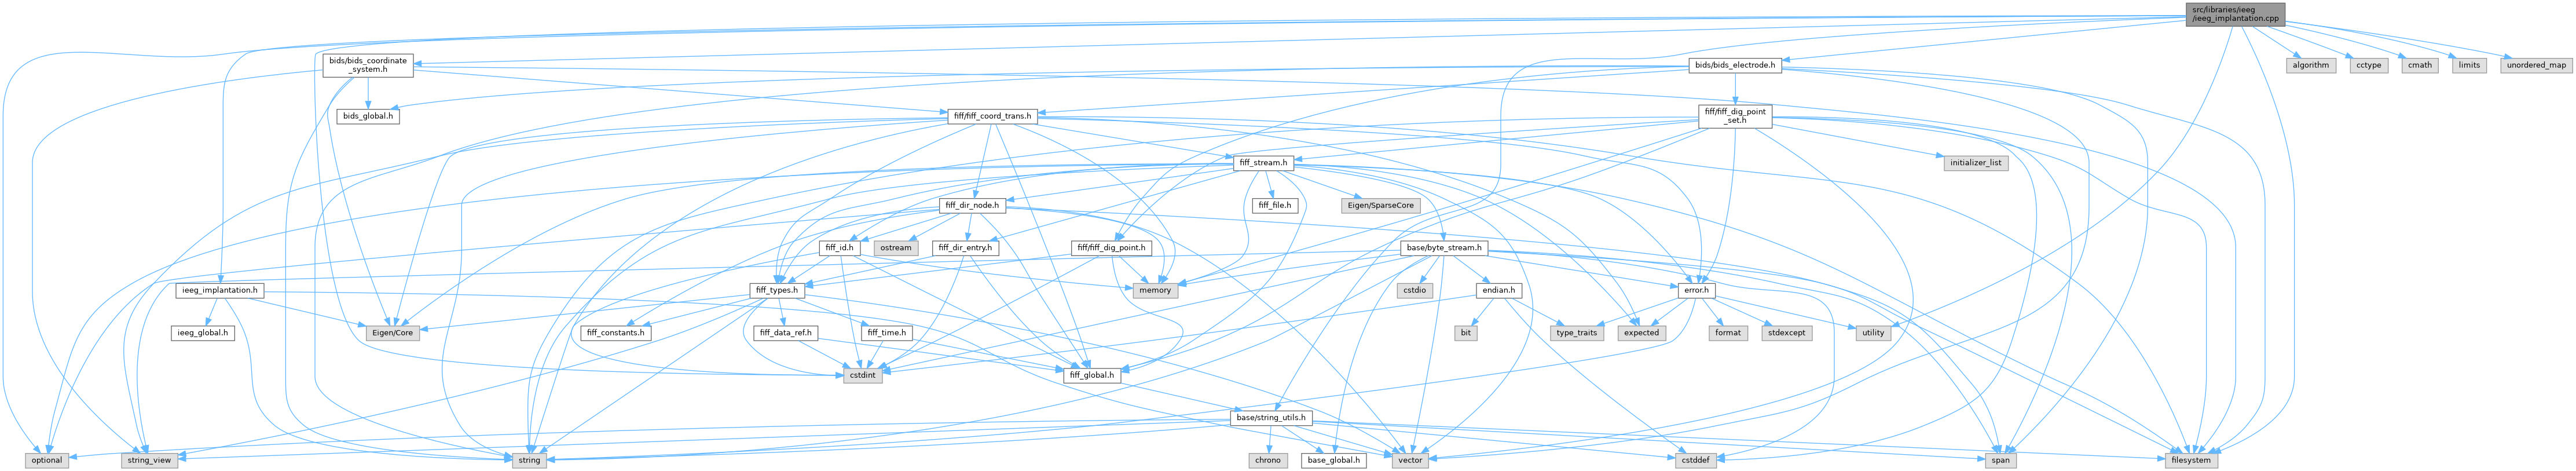 src/libraries/ieeg
/ieeg_implantation.cpp
bids/bids_coordinate
_system.h
bids/bids_electrode.h
algorithm
cctype
cmath
limits
unordered_map
bids_global.h
fiff/fiff_coord_trans.h
fiff/fiff_dig_point
_set.h
fiff_stream.h
initializer_list
fiff_dir_node.h
fiff_file.h
Eigen/SparseCore
fiff_id.h
ostream
fiff_dir_entry.h
fiff/fiff_dig_point.h
base/byte_stream.h
ieeg_implantation.h
fiff_types.h
memory
cstdio
endian.h
error.h
ieeg_global.h
Eigen/Core
fiff_constants.h
fiff_data_ref.h
fiff_time.h
bit
type_traits
expected
format
stdexcept
utility
cstdint
fiff_global.h
base/string_utils.h
optional
string_view
string
chrono
base_global.h
vector
cstddef
span
filesystem